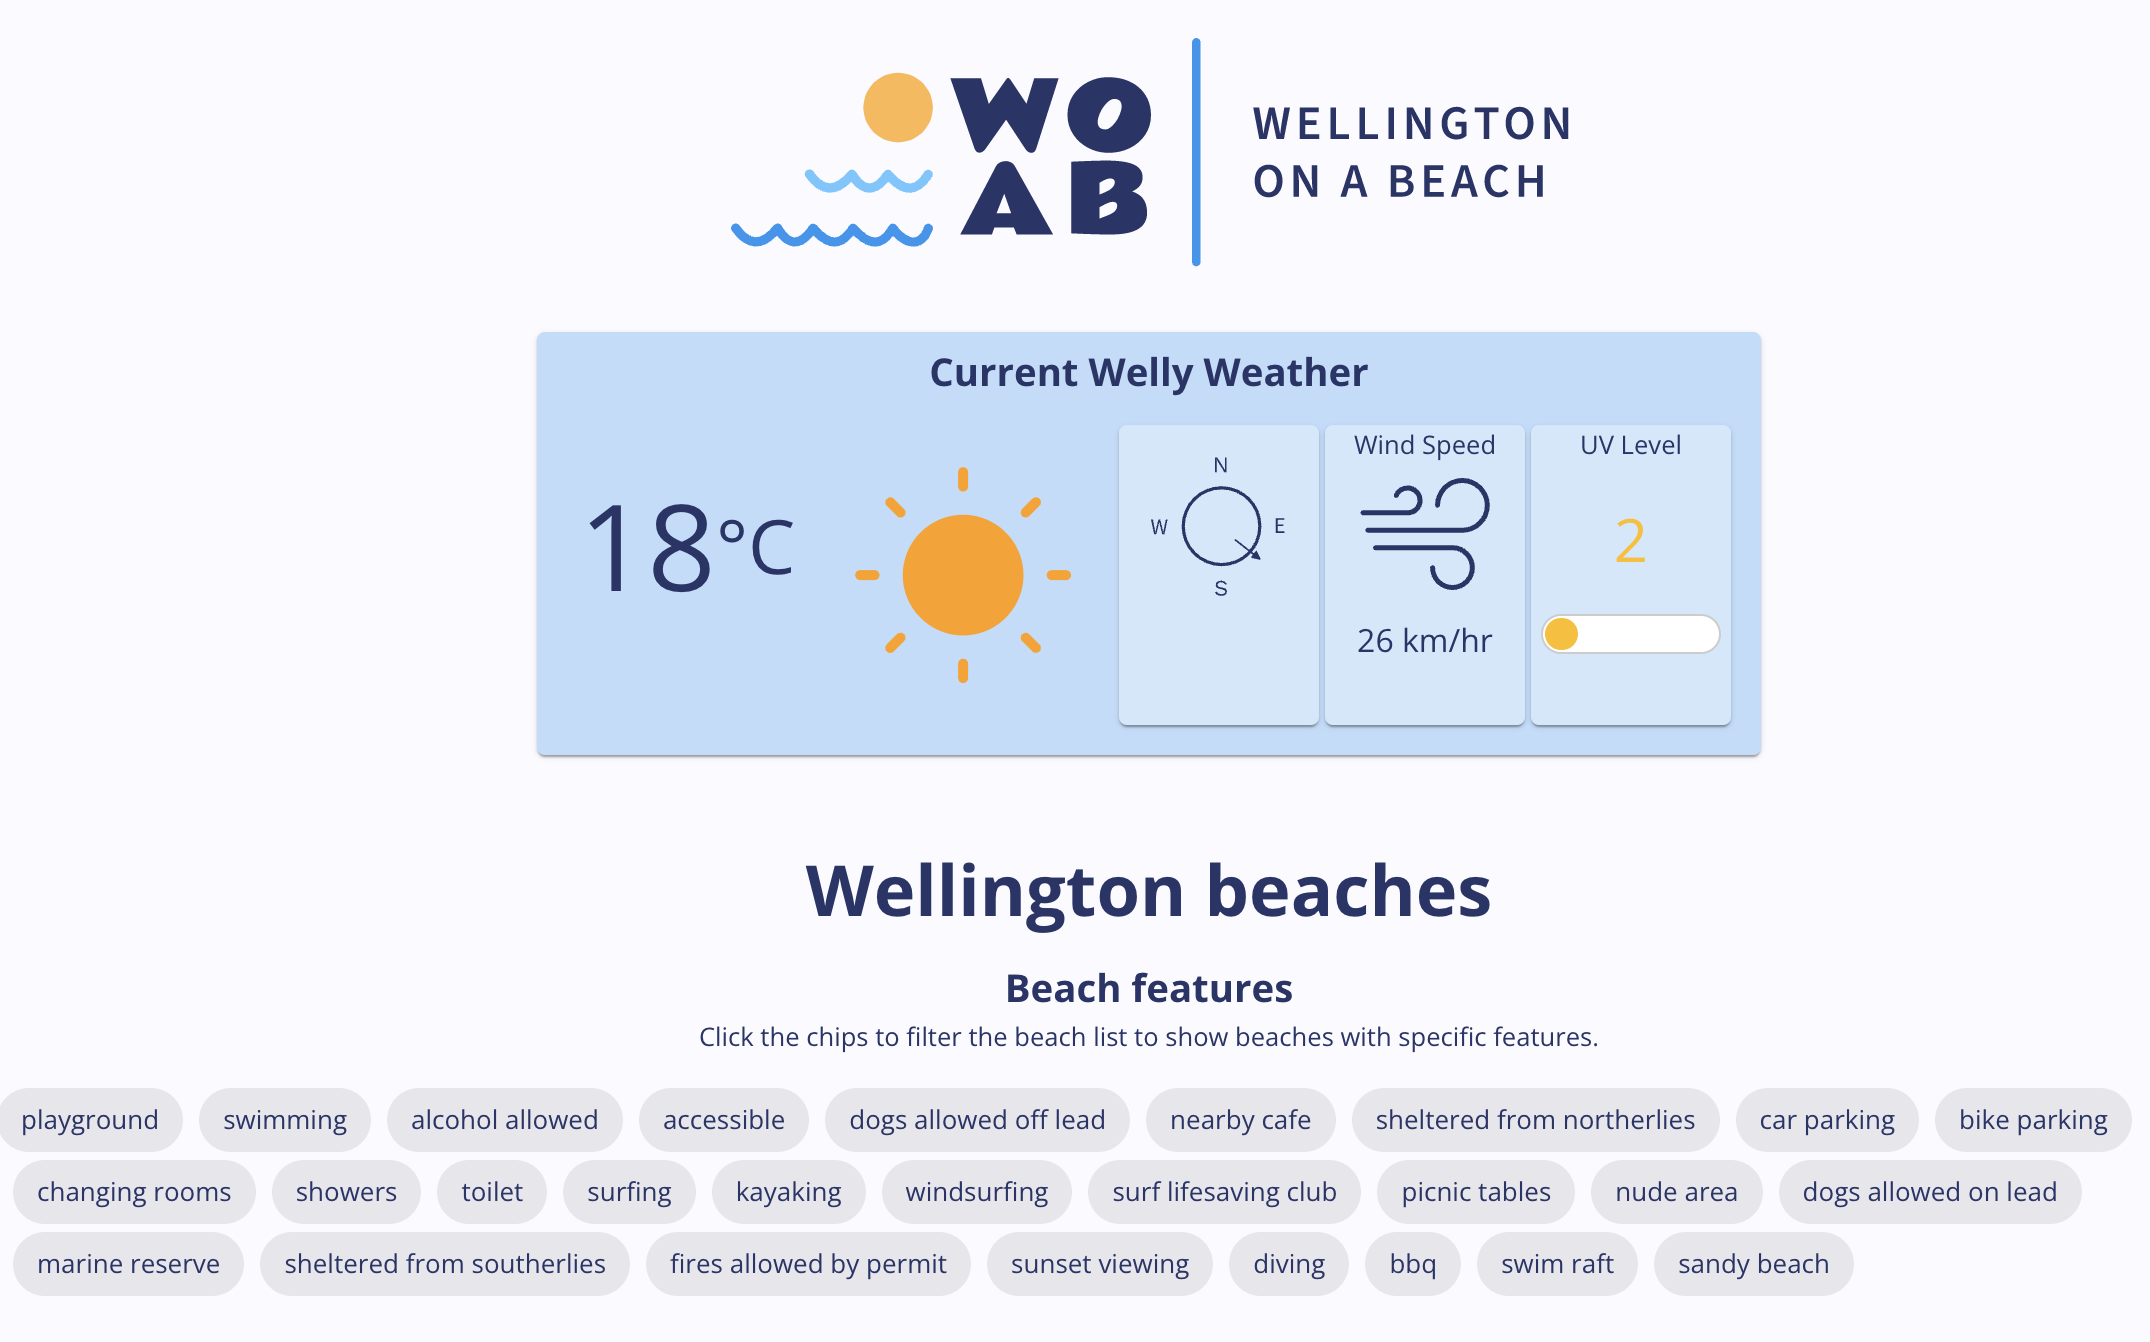 WO
AB
WELLINGTON
ON A BEACH
Current Welly Weather
18°C
N
W E
S
Wind Speed
26 km/hr
UV Level
2
Wellington beaches
Beach features
Click the chips to filter the beach list to show beaches with specific features.
playground swimming alcohol allowed accessible dogs allowed off lead nearby cafe sheltered from northerlies car parking bike parking
changing rooms showers toilet surfing kayaking windsurfing surf lifesaving club picnic tables nude area dogs allowed on lead
marine reserve sheltered from southerlies fires allowed by permit sunset viewing diving bbq swim raft sandy beach